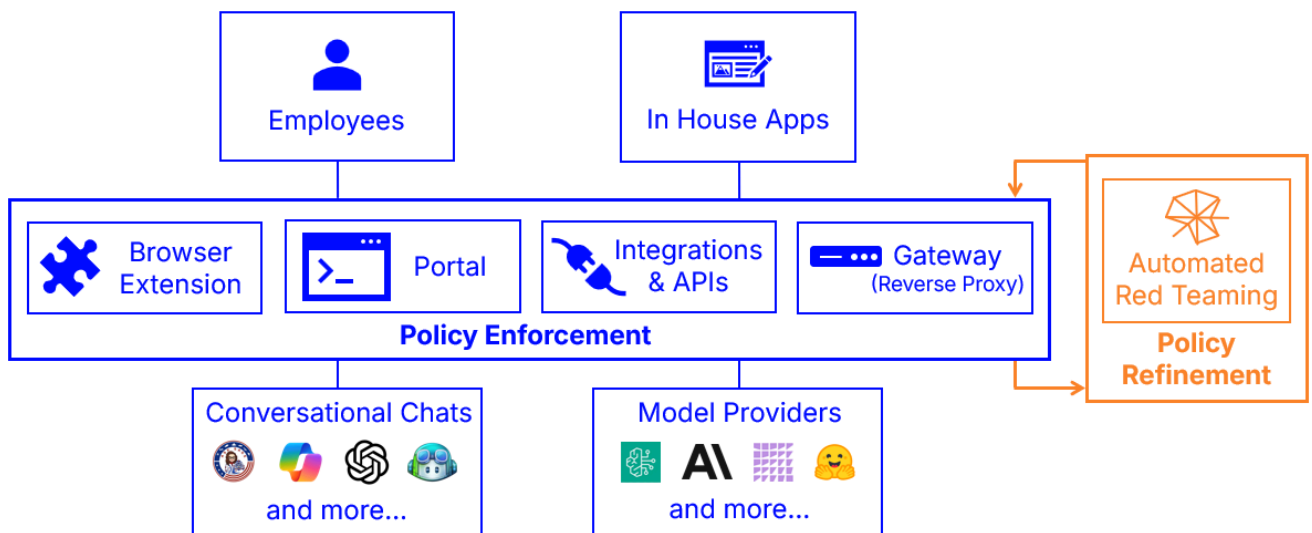 Employees
In House Apps
Browser
Extension
Portal
Integrations
& APIs
Gateway
(Reverse Proxy)
Policy Enforcement
Automated
Red Teaming
Policy
Refinement
Conversational Chats
and more...
Model Providers
and more...